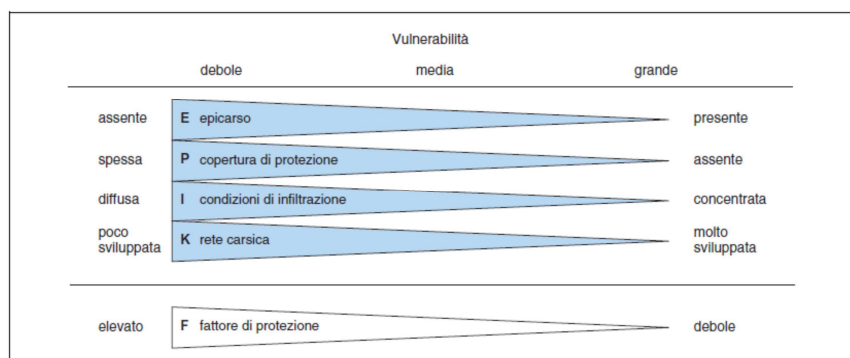 Vulnerabilità
debole media grande
assente E epicarso presente
spessa P copertura di protezione assente
diffusa I condizioni di infiltrazione concentrata
poco molto
sviluppata K rete carsica sviluppata
elevato F fattore di protezione debole